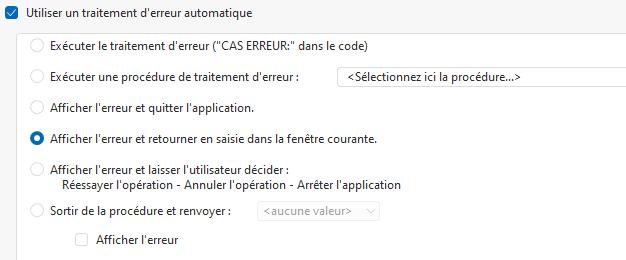 Utiliser un traitement d'erreur automatique
Exécuter le traitement d'erreur ("CAS ERREUR:" dans le code)
Exécuter une procédure de traitement d'erreur : <Sélectionnez ici la procédure...>
Afficher l'erreur et quitter l'application.
Afficher l'erreur et retourner en saisie dans la fenêtre courante.
Afficher l'erreur et laisser l'utilisateur décider :
Réessayer l'opération - Annuler l'opération - Arrêter l'application
Sortir de la procédure et renvoyer : <aucune valeur>
Afficher l'erreur